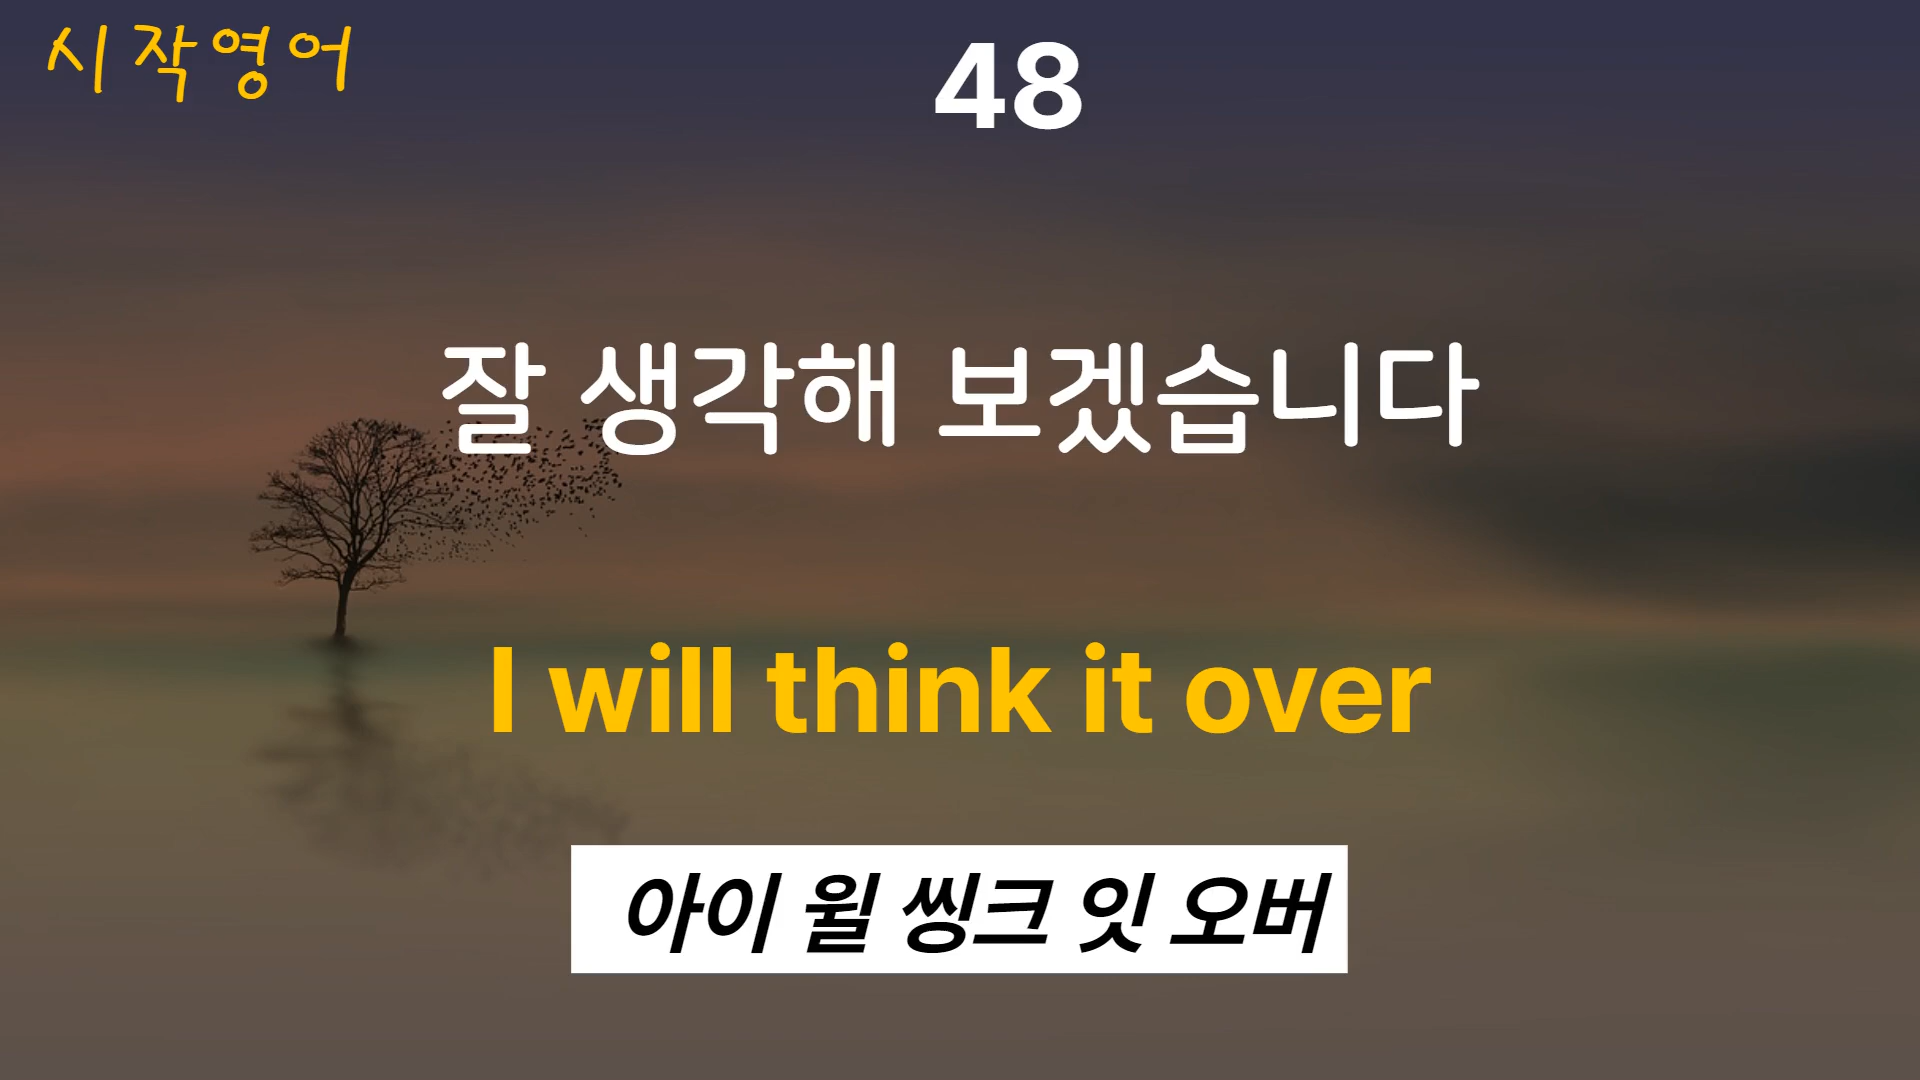 시작영어
48
잘 생각해 보겠습니다
I will think it over
아이 윌 씽크 잇 오버